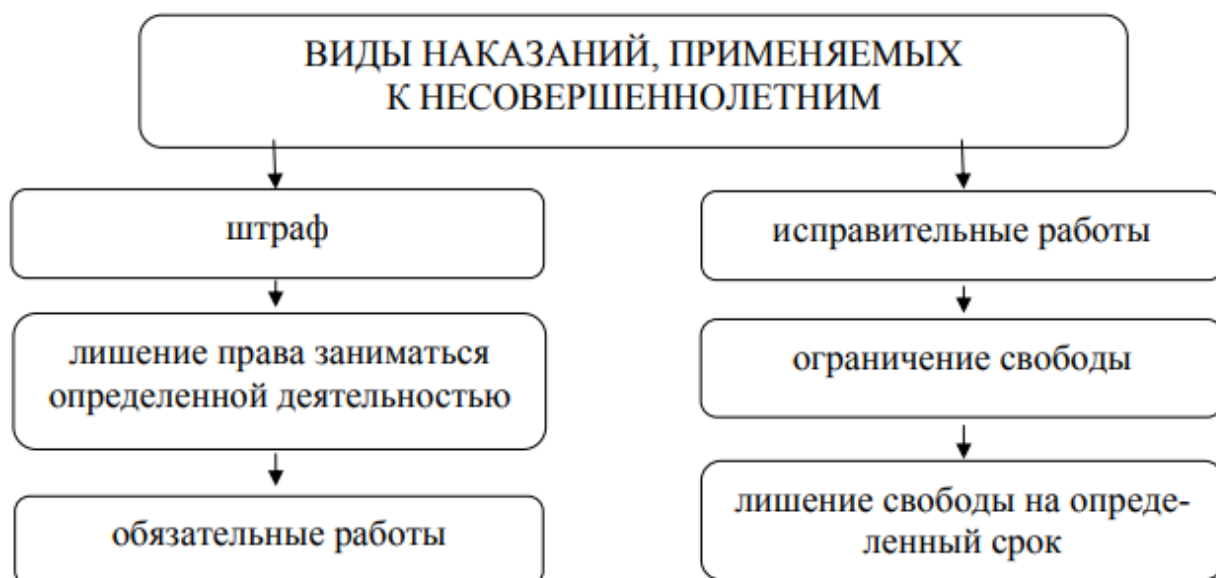 ВИДЫ НАКАЗАНИЙ, ПРИМЕНЯЕМЫХ
К НЕСОВЕРШЕННОЛЕТНИМ
штраф
лишение права заниматься
определенной деятельностью
обязательные работы
исправительные работы
ограничение свободы
лишение свободы на опреде-
ленный срок